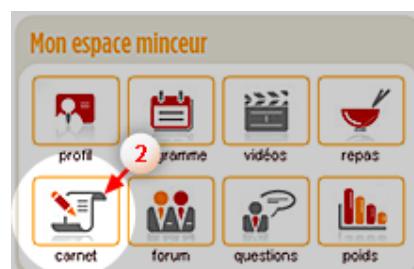 Mon espace minceur
profil 2 gramme vidéos repas
carnet forum questions poids